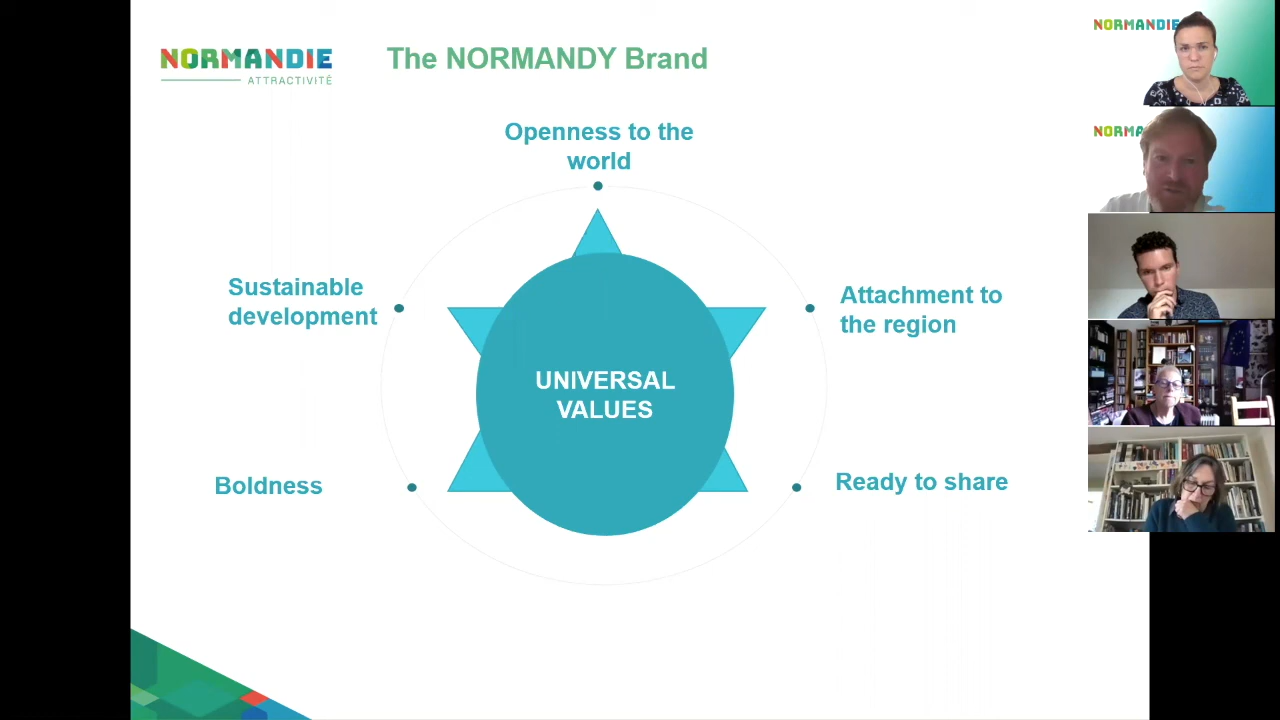 NORMANDIE
ATTRACTIVITÉ
The NORMANDY Brand
Openness to the
world
Sustainable
development
Attachment to
the region
UNIVERSAL
VALUES
Boldness
Ready to share
NORMANDIE
NORMA